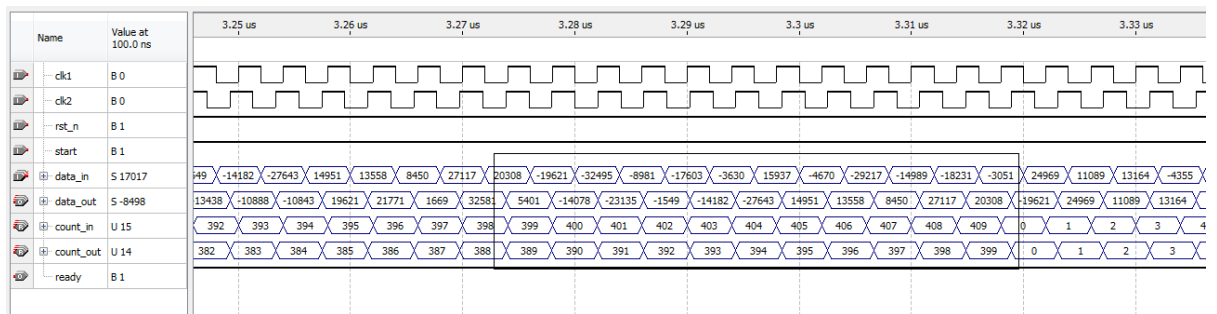 Name Value at 100.0 ns 3.25 us 3.26 us 3.27 us 3.28 us 3.29 us 3.3 us 3.31 us 3.32 us 3.33 us
clk1 B 0
clk2 B 0
rst_n B 1
start B 1
data_in S 17017 -14182 -27643 14951 13558 8450 27117 20308 -19621 -32495 -8981 -17603 -3630 15937 -4670 -29217 -14989 -18231 -3051 24969 11089 13164 -4355
data_out S -8498 13438 -10888 -10843 19621 21771 1669 32581 5401 -14078 -23135 -1549 -14182 -27643 14951 13558 8450 27117 20308 -19621 24969 11089 13164
count_in U 15 392 393 394 395 396 397 398 399 400 401 402 403 404 405 406 407 408 409 0 1 2 3 4
count_out U 14 382 383 384 385 386 387 388 389 390 391 392 393 394 395 396 397 398 399 0 1 2 3
ready B 1